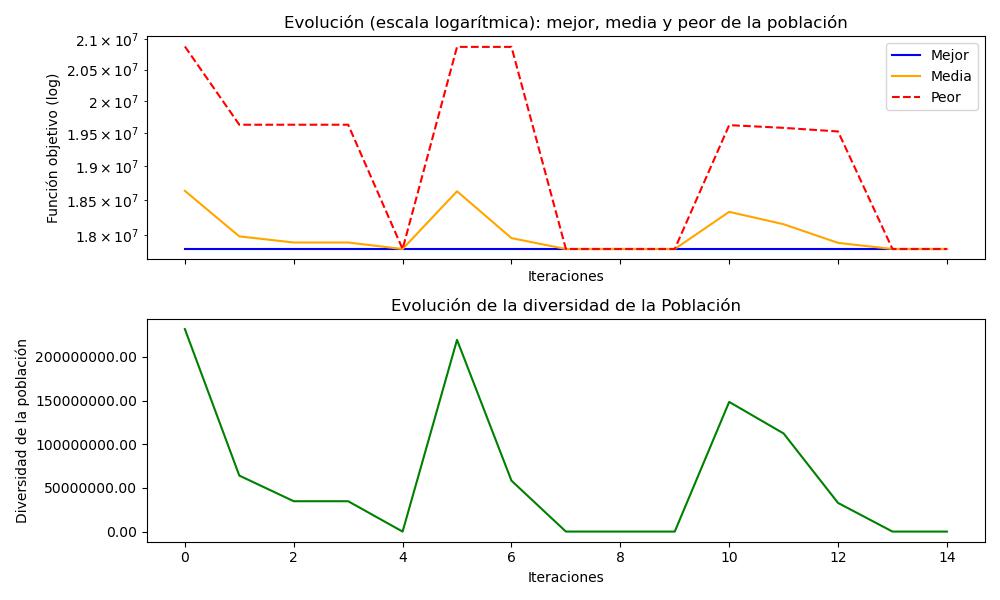 Evolución (escala logarítmica): mejor, media y peor de la población
Función objetivo (log)
2.1 × 10⁷
2.05 × 10⁷
2 × 10⁷
1.95 × 10⁷
1.9 × 10⁷
1.85 × 10⁷
1.8 × 10⁷
Mejor
Media
Peor
Iteraciones
Evolución de la diversidad de la Población
Diversidad de la población
200000000.00
150000000.00
100000000.00
50000000.00
0.00
0 2 4 6 8 10 12 14
Iteraciones